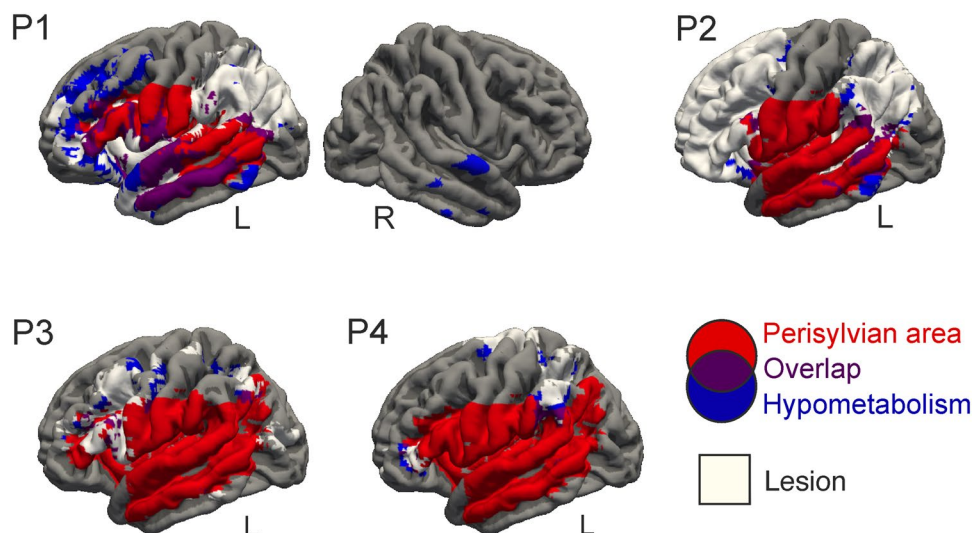 P1
P2
L
R
L
P3
P4
Perisylvian area
Overlap
Hypometabolism
Lesion
L
L